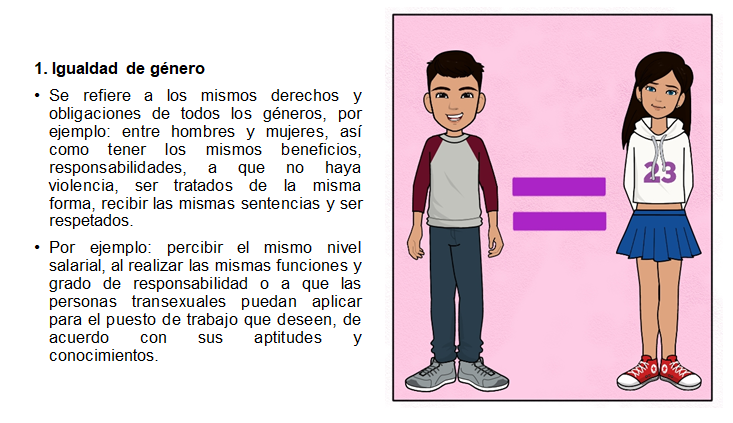 1. Igualdad de género
• Se refiere a los mismos derechos y
obligaciones de todos los géneros, por
ejemplo: entre hombres y mujeres, así
como tener los mismos beneficios,
responsabilidades, a que no haya
violencia, ser tratados de la misma
forma, recibir las mismas sentencias y ser
respetados.
• Por ejemplo: percibir el mismo nivel
salarial, al realizar las mismas funciones y
grado de responsabilidad o a que las
personas transexuales puedan aplicar
para el puesto de trabajo que deseen, de
acuerdo con sus aptitudes y
conocimientos.
23